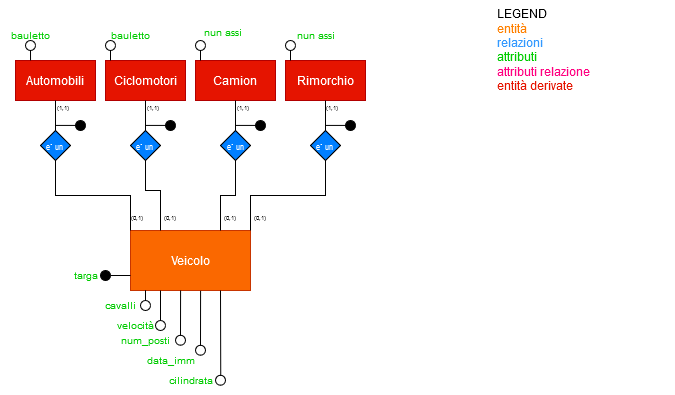 LEGEND
entità
relazioni
attributi
attributi relazione
entità derivate
bauletto
bauletto
nun assi
nun assi
Automobili
Ciclomotori
Camion
Rimorchio
(1,1)
(1,1)
(1,1)
(1,1)
e' un
e' un
e' un
e' un
(0,1)
(0,1)
(0,1)
(0,1)
Veicolo
targa
cavalli
velocità
num_posti
data_imm
cilindrata